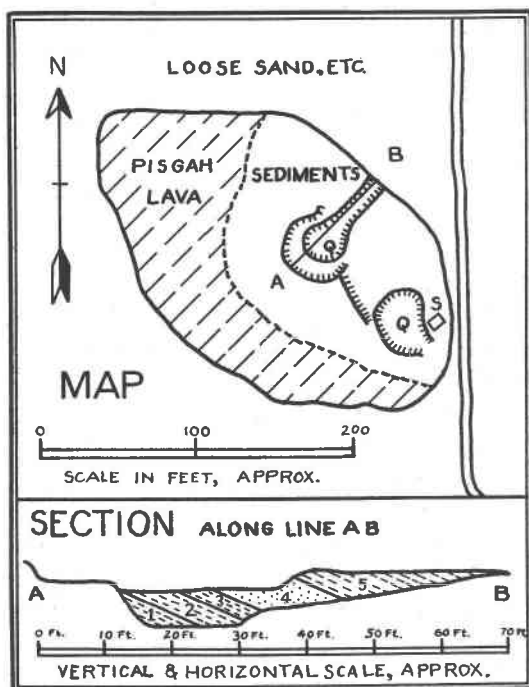 N
LOOSE SAND, ETC.
PISGAH
LAVA
SEDIMENTS
B
A
Q
Q
S
MAP
0 100 200
SCALE IN FEET, APPROX.
SECTION ALONG LINE A B
A B
1 2 3 4 5
0 Ft. 10 Ft. 20 Ft. 30 Ft. 40 Ft. 50 Ft. 60 Ft. 70 Ft.
VERTICAL & HORIZONTAL SCALE, APPROX.